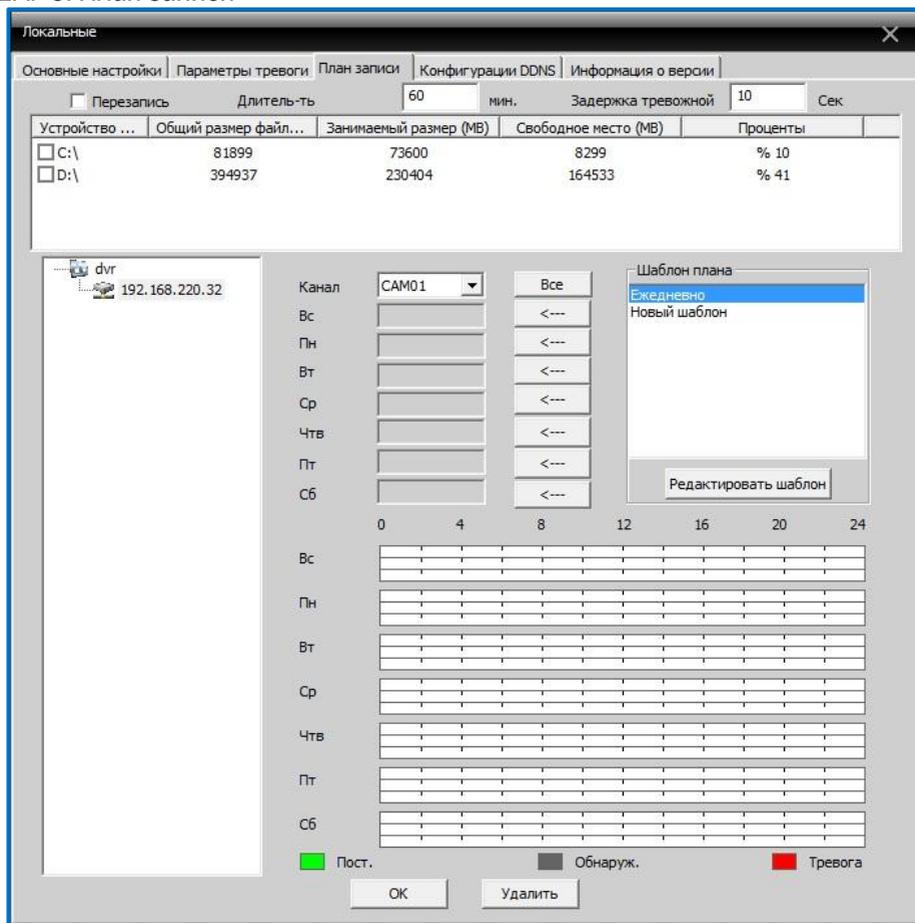 Локальные
Основные настройки Параметры тревоги План записи Конфигурации DDNS Информация о версии
Перезапись Длитель-ть 60 мин. Задержка тревожной 10 Сек
Устройство ... Общий размер файл... Занимаемый размер (МВ) Свободное место (МВ) Проценты
C:\ 81899 73600 8299 % 10
D:\ 394937 230404 164533 % 41
dvr
192.168.220.32
Канал CAM01 Все
Шаблон плана
Ежедневно
Новый шаблон
Вс <---
Пн <---
Вт <---
Ср <---
Чтв <---
Пт <---
Сб <---
Редактировать шаблон
0 4 8 12 16 20 24
Вс
Пн
Вт
Ср
Чтв
Пт
Сб
Пост. Обнаруж. Тревога
OK Удалить